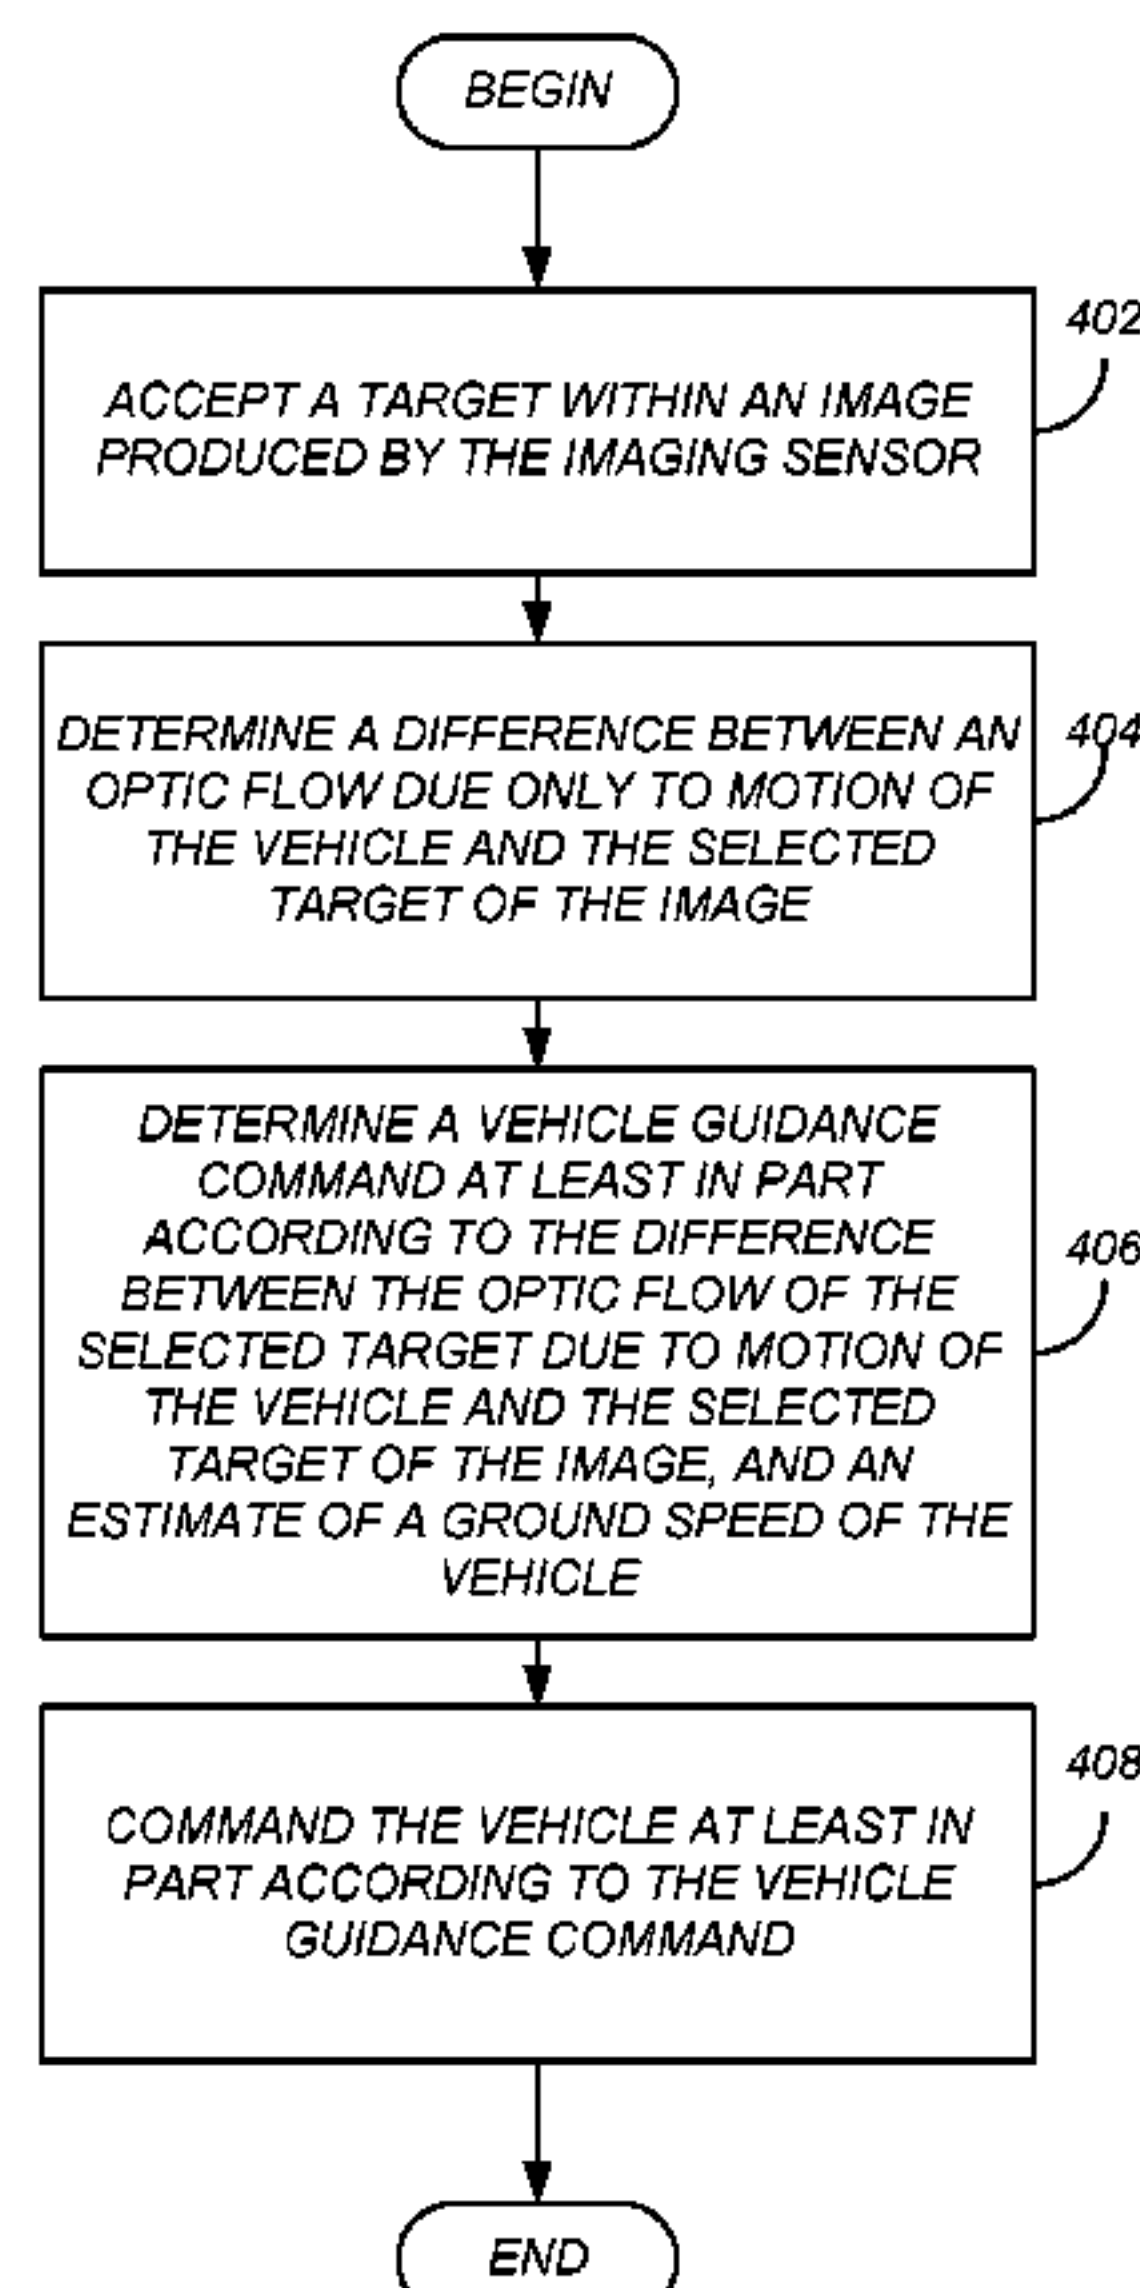 BEGIN
402
ACCEPT A TARGET WITHIN AN IMAGE
PRODUCED BY THE IMAGING SENSOR
404
DETERMINE A DIFFERENCE BETWEEN AN
OPTIC FLOW DUE ONLY TO MOTION OF
THE VEHICLE AND THE SELECTED
TARGET OF THE IMAGE
406
DETERMINE A VEHICLE GUIDANCE
COMMAND AT LEAST IN PART
ACCORDING TO THE DIFFERENCE
BETWEEN THE OPTIC FLOW OF THE
SELECTED TARGET DUE TO MOTION OF
THE VEHICLE AND THE SELECTED
TARGET OF THE IMAGE, AND AN
ESTIMATE OF A GROUND SPEED OF THE
VEHICLE
408
COMMAND THE VEHICLE AT LEAST IN
PART ACCORDING TO THE VEHICLE
GUIDANCE COMMAND
END